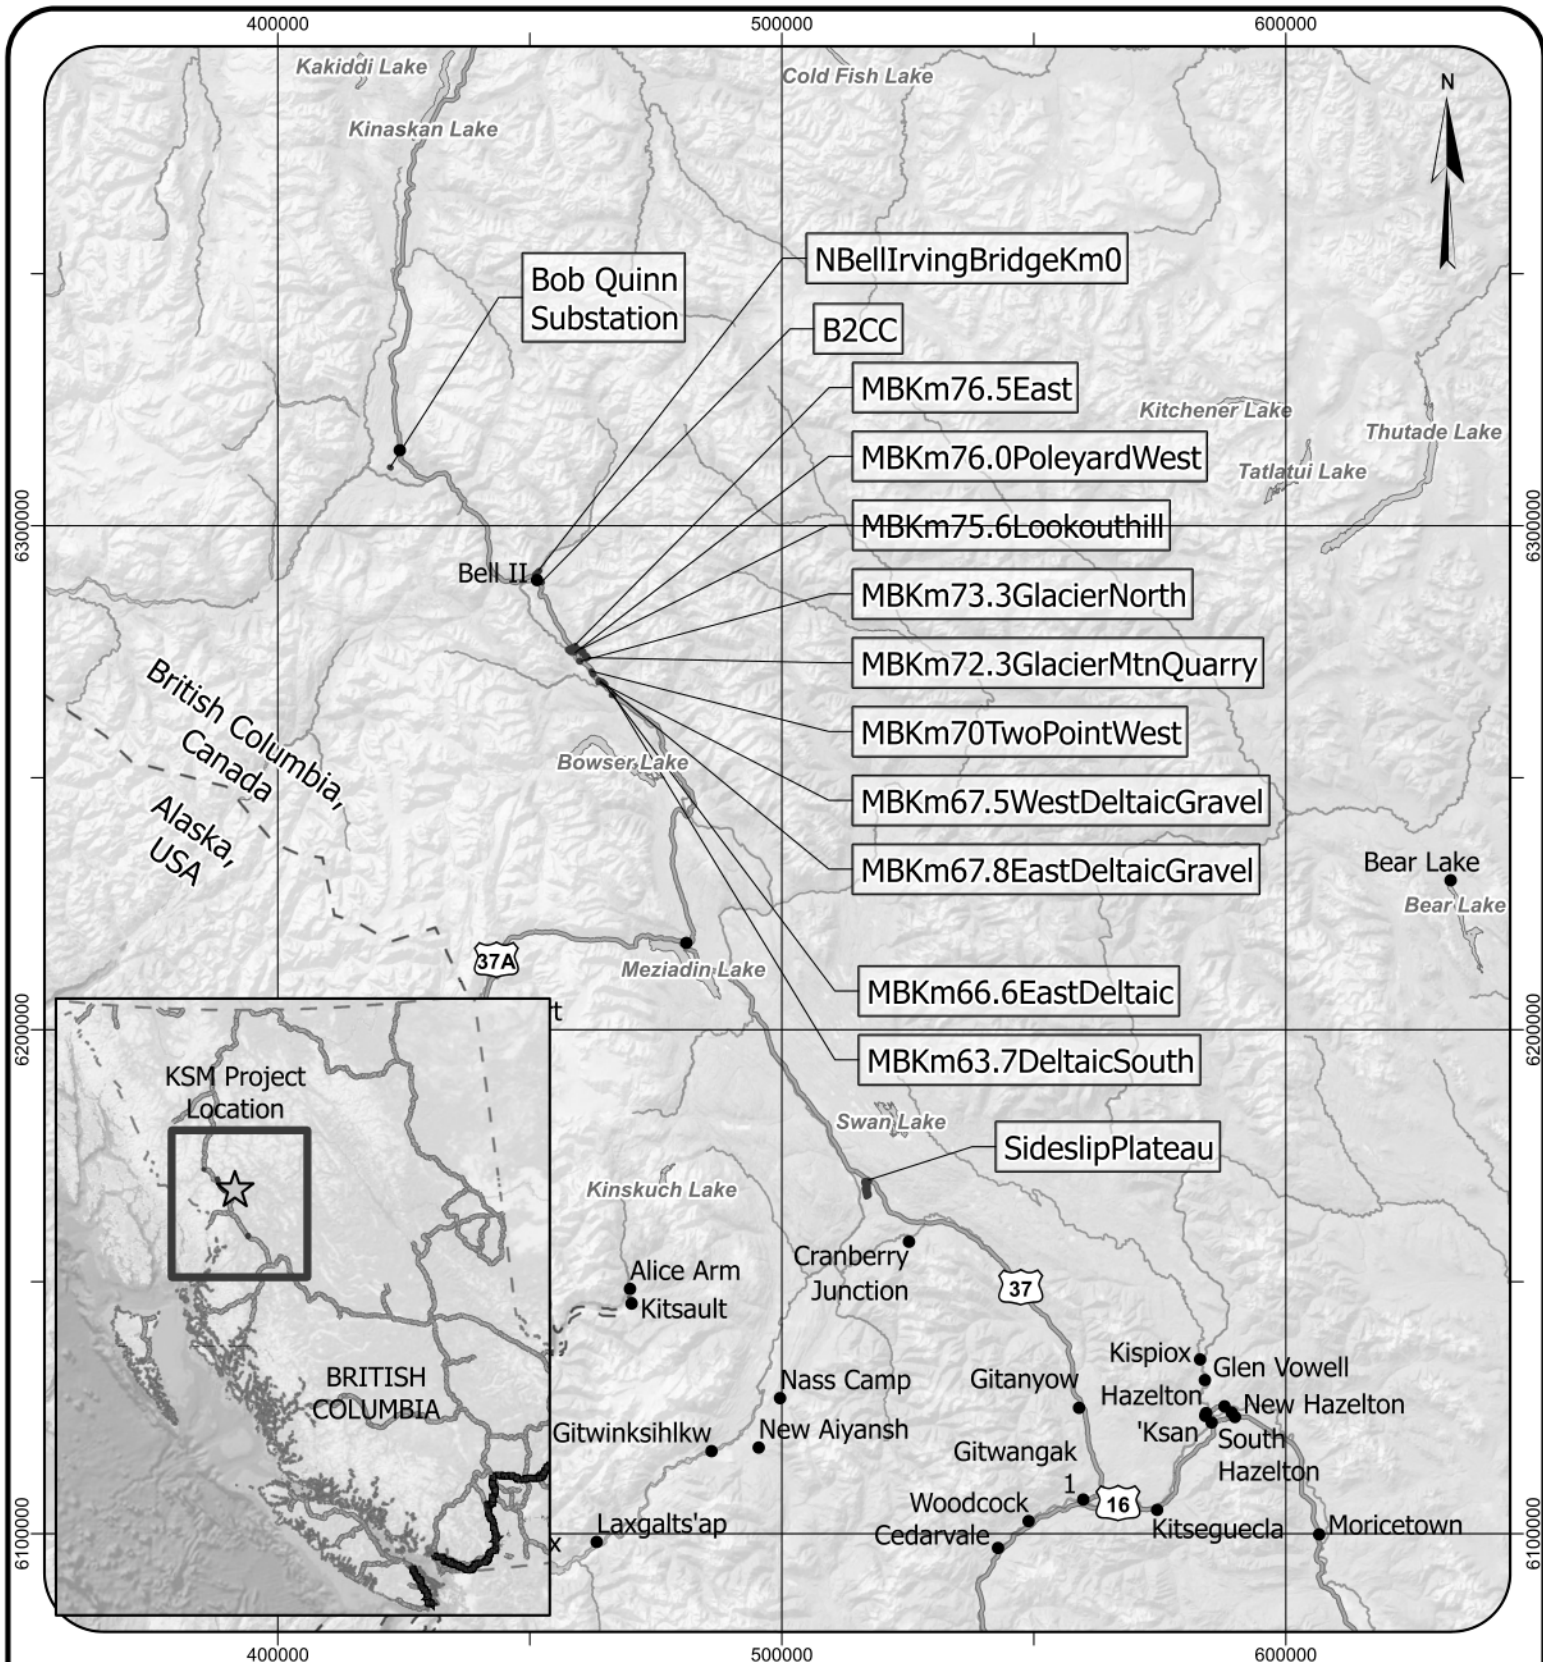 400000
500000
600000
Kakiddi Lake
Cold Fish Lake
N
Kinaskan Lake
NBellIrvingBridgeKm0
Bob Quinn
Substation
B2CC
MBKm76.5East
Kitchener Lake
Thutade Lake
MBKm76.0PoleyardWest
Tatlatui Lake
6300000
MBKm75.6Lookouthill
6300000
Bell II
MBKm73.3GlacierNorth
MBKm72.3GlacierMtnQuarry
British Columbia,
Canada
MBKm70TwoPointWest
Bowser Lake
Alaska,
USA
MBKm67.5WestDeltaicGravel
MBKm67.8EastDeltaicGravel
Bear Lake
Bear Lake
37A
Meziadin Lake
MBKm66.6EastDeltaic
rt
6200000
6200000
MBKm63.7DeltaicSouth
KSM Project
Location
Swan Lake
SideslipPlateau
Kinskuch Lake
Cranberry
Junction
Alice Arm
Kitsault
37
BRITISH
COLUMBIA
Kispiox
Glen Vowell
Nass Camp
Gitanyow
Hazelton
New Hazelton
Gitwinksihlkw
New Aiyansh
'Ksan
South
Hazelton
Gitwangak
1
Woodcock
16
Laxgalts'ap
Cedarvale
Kitseguecla
Moricetown
x
6100000
6100000
400000
500000
600000